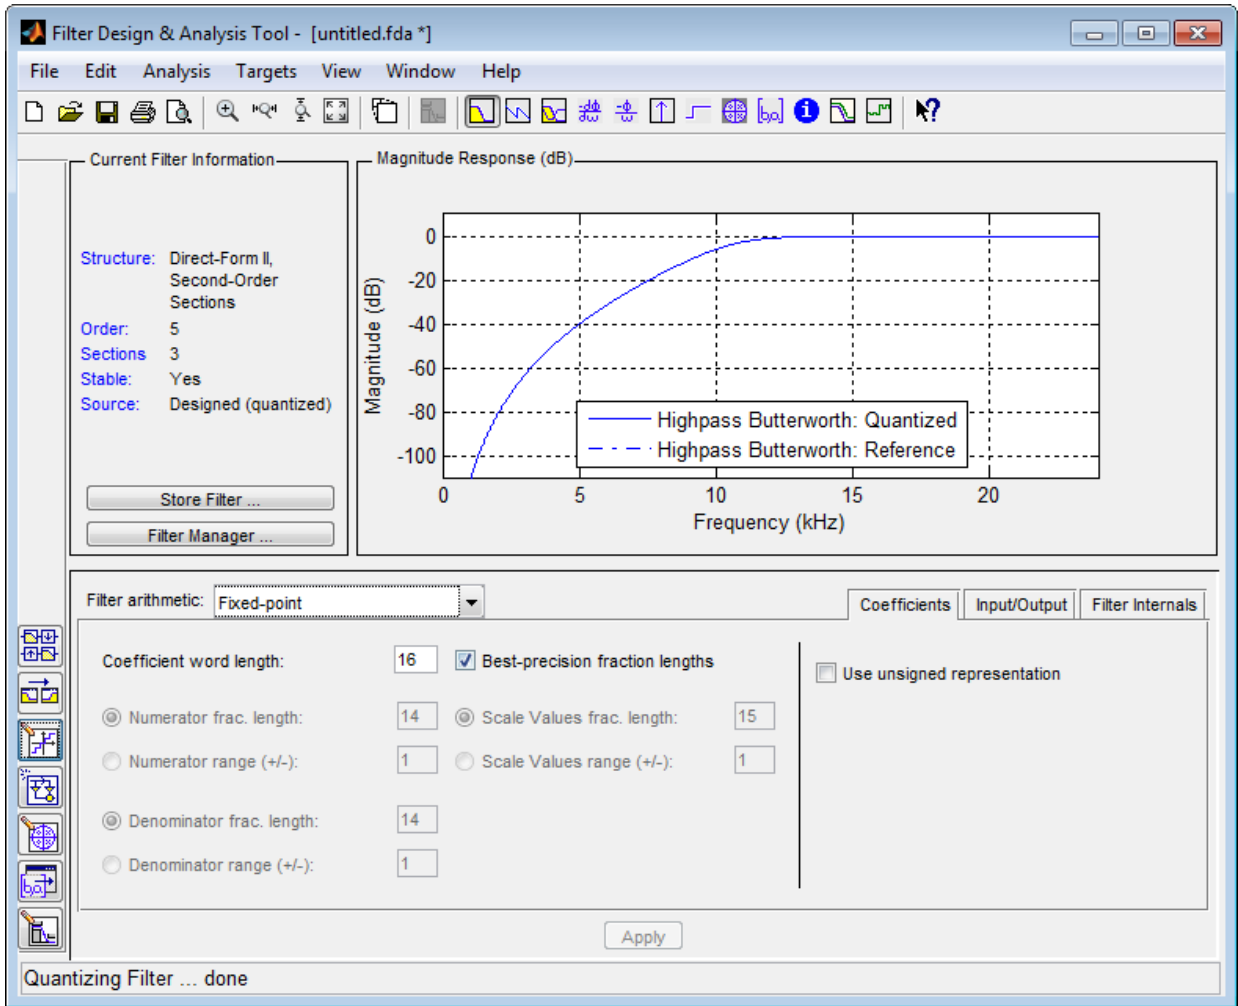 Filter Design & Analysis Tool - [untitled.fda *]
File Edit Analysis Targets View Window Help
Current Filter Information
Structure: Direct-Form II,
Second-Order
Sections
Order: 5
Sections 3
Stable: Yes
Source: Designed (quantized)
Store Filter ...
Filter Manager ...
Magnitude Response (dB)
Magnitude (dB)
0
-20
-40
-60
-80
-100
Highpass Butterworth: Quantized
Highpass Butterworth: Reference
0 5 10 15 20
Frequency (kHz)
Filter arithmetic: Fixed-point
Coefficients Input/Output Filter Internals
Coefficient word length: 16 Best-precision fraction lengths
Use unsigned representation
Numerator frac. length: 14 Scale Values frac. length: 15
Numerator range (+/-): 1 Scale Values range (+/-): 1
Denominator frac. length: 14
Denominator range (+/-): 1
Apply
Quantizing Filter ... done